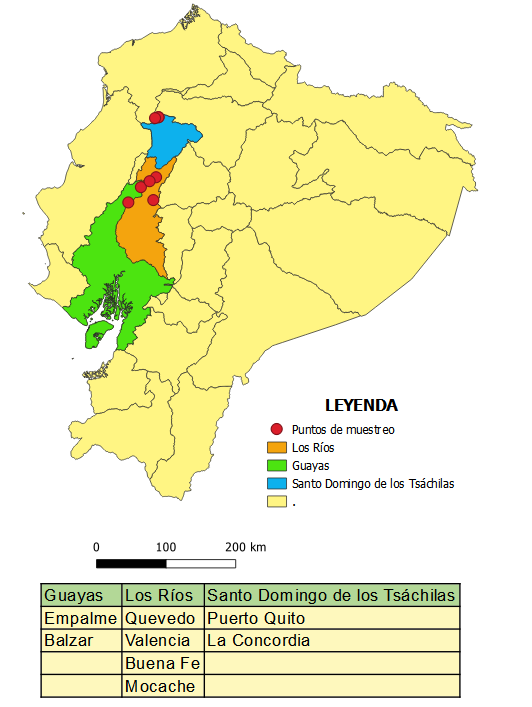 LEYENDA
Puntos de muestreo
Los Ríos
Guayas
Santo Domingo de los Tsáchilas
.
0 100 200 km
Guayas Los Ríos Santo Domingo de los Tsáchilas
Empalme Quevedo Puerto Quito
Balzar Valencia La Concordia
Buena Fe
Mocache